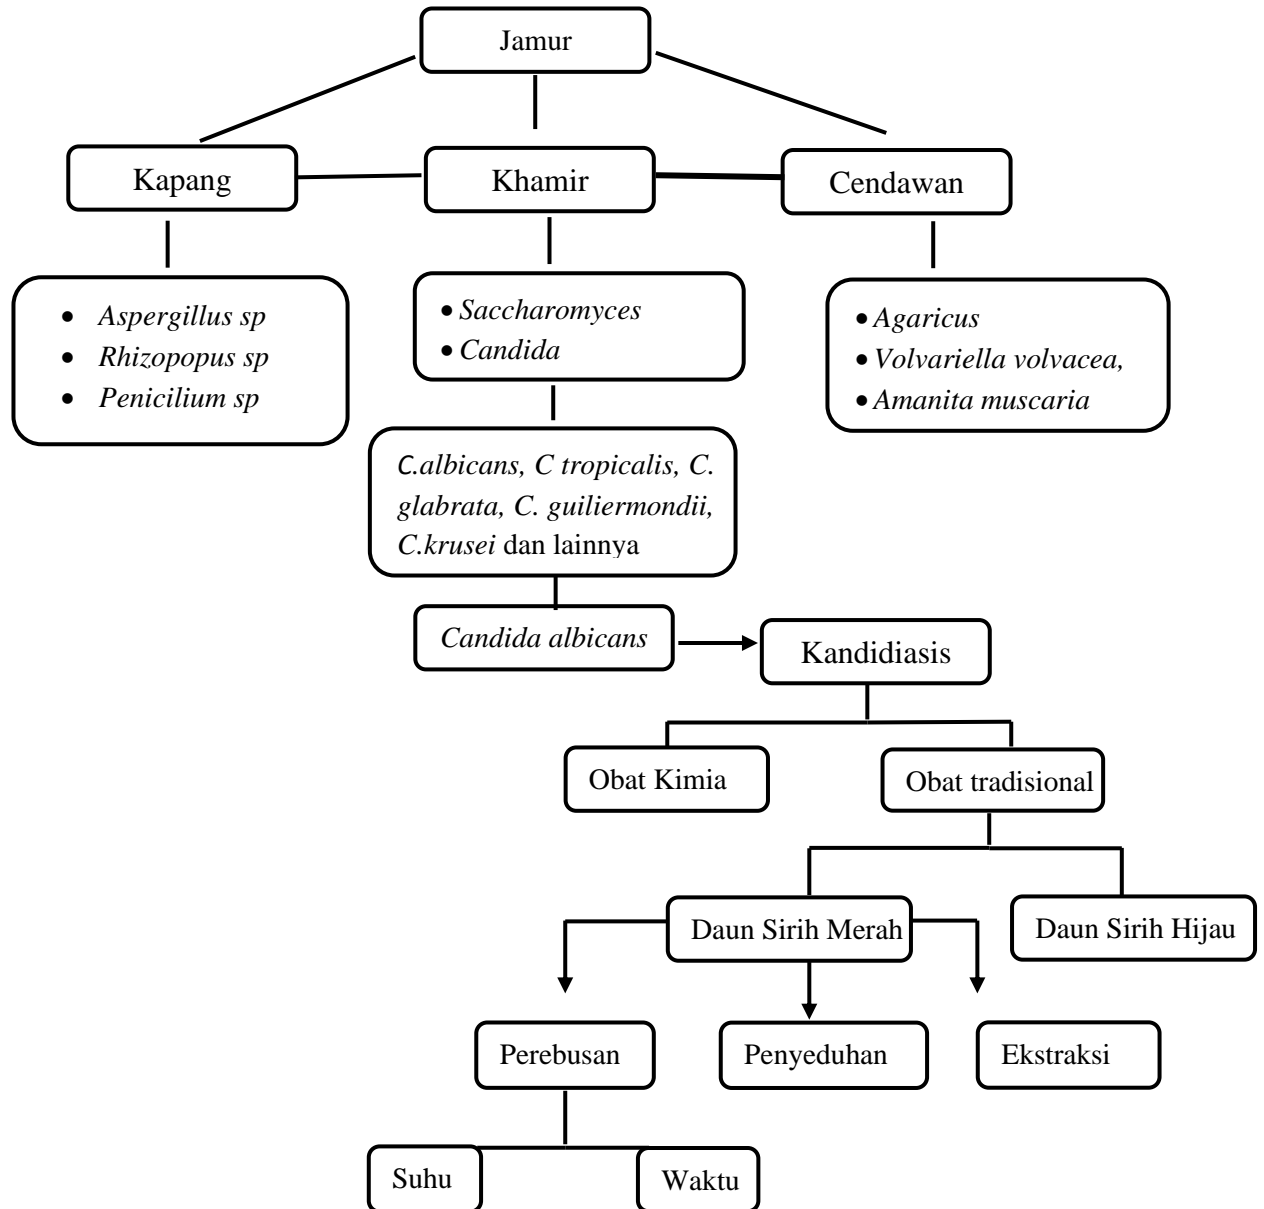 Jamur
Kapang
Khamir
Cendawan
• Aspergillus sp
• Rhizopopus sp
• Penicilium sp
• Saccharomyces
• Candida
• Agaricus
• Volvariella volvacea,
• Amanita muscaria
C.albicans, C tropicalis, C.
glabrata, C. guiliermondii,
C.krusei dan lainnya
Candida albicans
Kandidiasis
Obat Kimia
Obat tradisional
Daun Sirih Merah
Daun Sirih Hijau
Perebusan
Penyeduhan
Ekstraksi
Suhu
Waktu